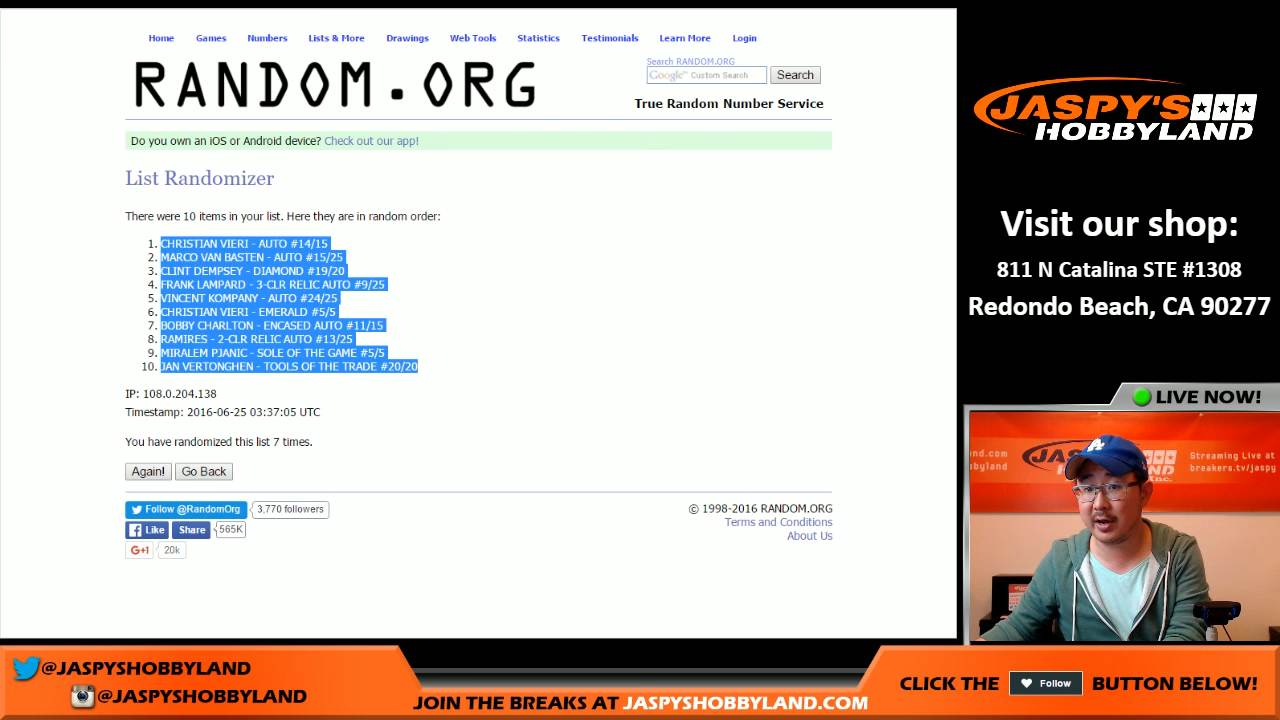 Home Games Numbers Lists & More Drawings Web Tools Statistics Testimonials Learn More Login
RANDOM.ORG
Search RANDOM.ORG
Google™ Custom Search Search
True Random Number Service
Do you own an iOS or Android device? Check out our app!
List Randomizer
There were 10 items in your list. Here they are in random order:
1. CHRISTIAN VIERI - AUTO #14/15
2. MARCO VAN BASTEN - AUTO #15/25
3. CLINT DEMPSEY - DIAMOND #19/20
4. FRANK LAMPARD - 3-CLR RELIC AUTO #9/25
5. VINCENT KOMPANY - AUTO #24/25
6. CHRISTIAN VIERI - EMERALD #5/5
7. BOBBY CHARLTON - ENCASED AUTO #11/15
8. RAMIRES - 2-CLR RELIC AUTO #13/25
9. MIRALEM PJANIC - SOLE OF THE GAME #5/5
10. JAN VERTONGHEN - TOOLS OF THE TRADE #20/20
IP: 108.0.204.138
Timestamp: 2016-06-25 03:37:05 UTC
You have randomized this list 7 times.
Again! Go Back
Follow @RandomOrg 3,770 followers
Like Share 565K
G+1 20k
© 1998-2016 RANDOM.ORG
Terms and Conditions
About Us
JASPY'S
HOBBYLAND
Visit our shop:
811 N Catalina STE #1308
Redondo Beach, CA 90277
LIVE NOW!
Streaming Live at
breakers.tv/jaspy
@JASPYSHOBBYLAND
@JASPYSHOBBYLAND
JOIN THE BREAKS AT JASPYSHOBBYLAND.COM
CLICK THE Follow BUTTON BELOW!